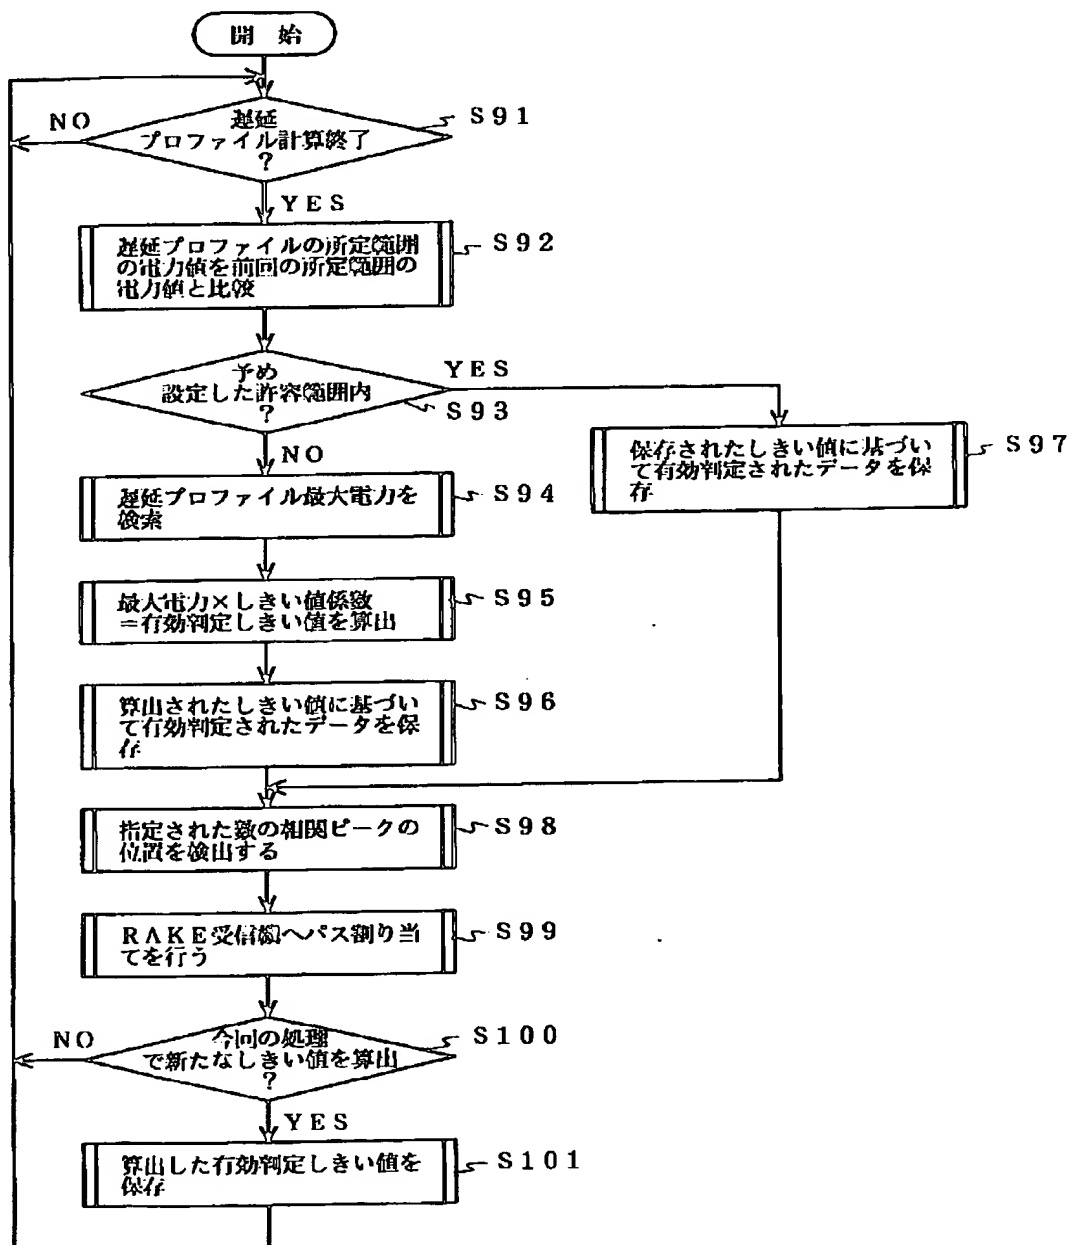 開 始
遅延
プロファイル計算終了
?
S91
NO
YES
遅延プロファイルの所定範囲
の電力値を前回の所定範囲の
電力値と比較
S92
予め
設定した許容範囲内
?
YES
S93
NO
保存されたしきい値に基づい
て有効判定されたデータを保
存
S97
遅延プロファイル最大電力を
検索
S94
最大電力×しきい値係数
=有効判定しきい値を算出
S95
算出されたしきい値に基づい
て有効判定されたデータを保
存
S96
指定された数の相関ピークの
位置を検出する
S98
RAKE受信機へパス割り当
てを行う
S99
今回の処理
で新たなしきい値を算出
?
S100
NO
YES
算出した有効判定しきい値を
保存
S101